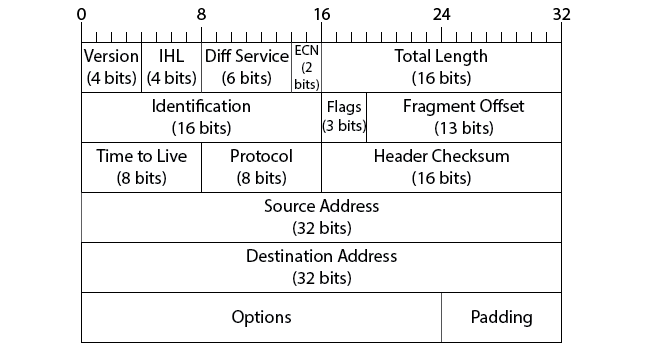 0 8 16 24 32
Version IHL Diff Service ECN Total Length
(4 bits) (4 bits) (6 bits) (2 bits) (16 bits)
Identification Flags Fragment Offset
(16 bits) (3 bits) (13 bits)
Time to Live Protocol Header Checksum
(8 bits) (8 bits) (16 bits)
Source Address
(32 bits)
Destination Address
(32 bits)
Options Padding